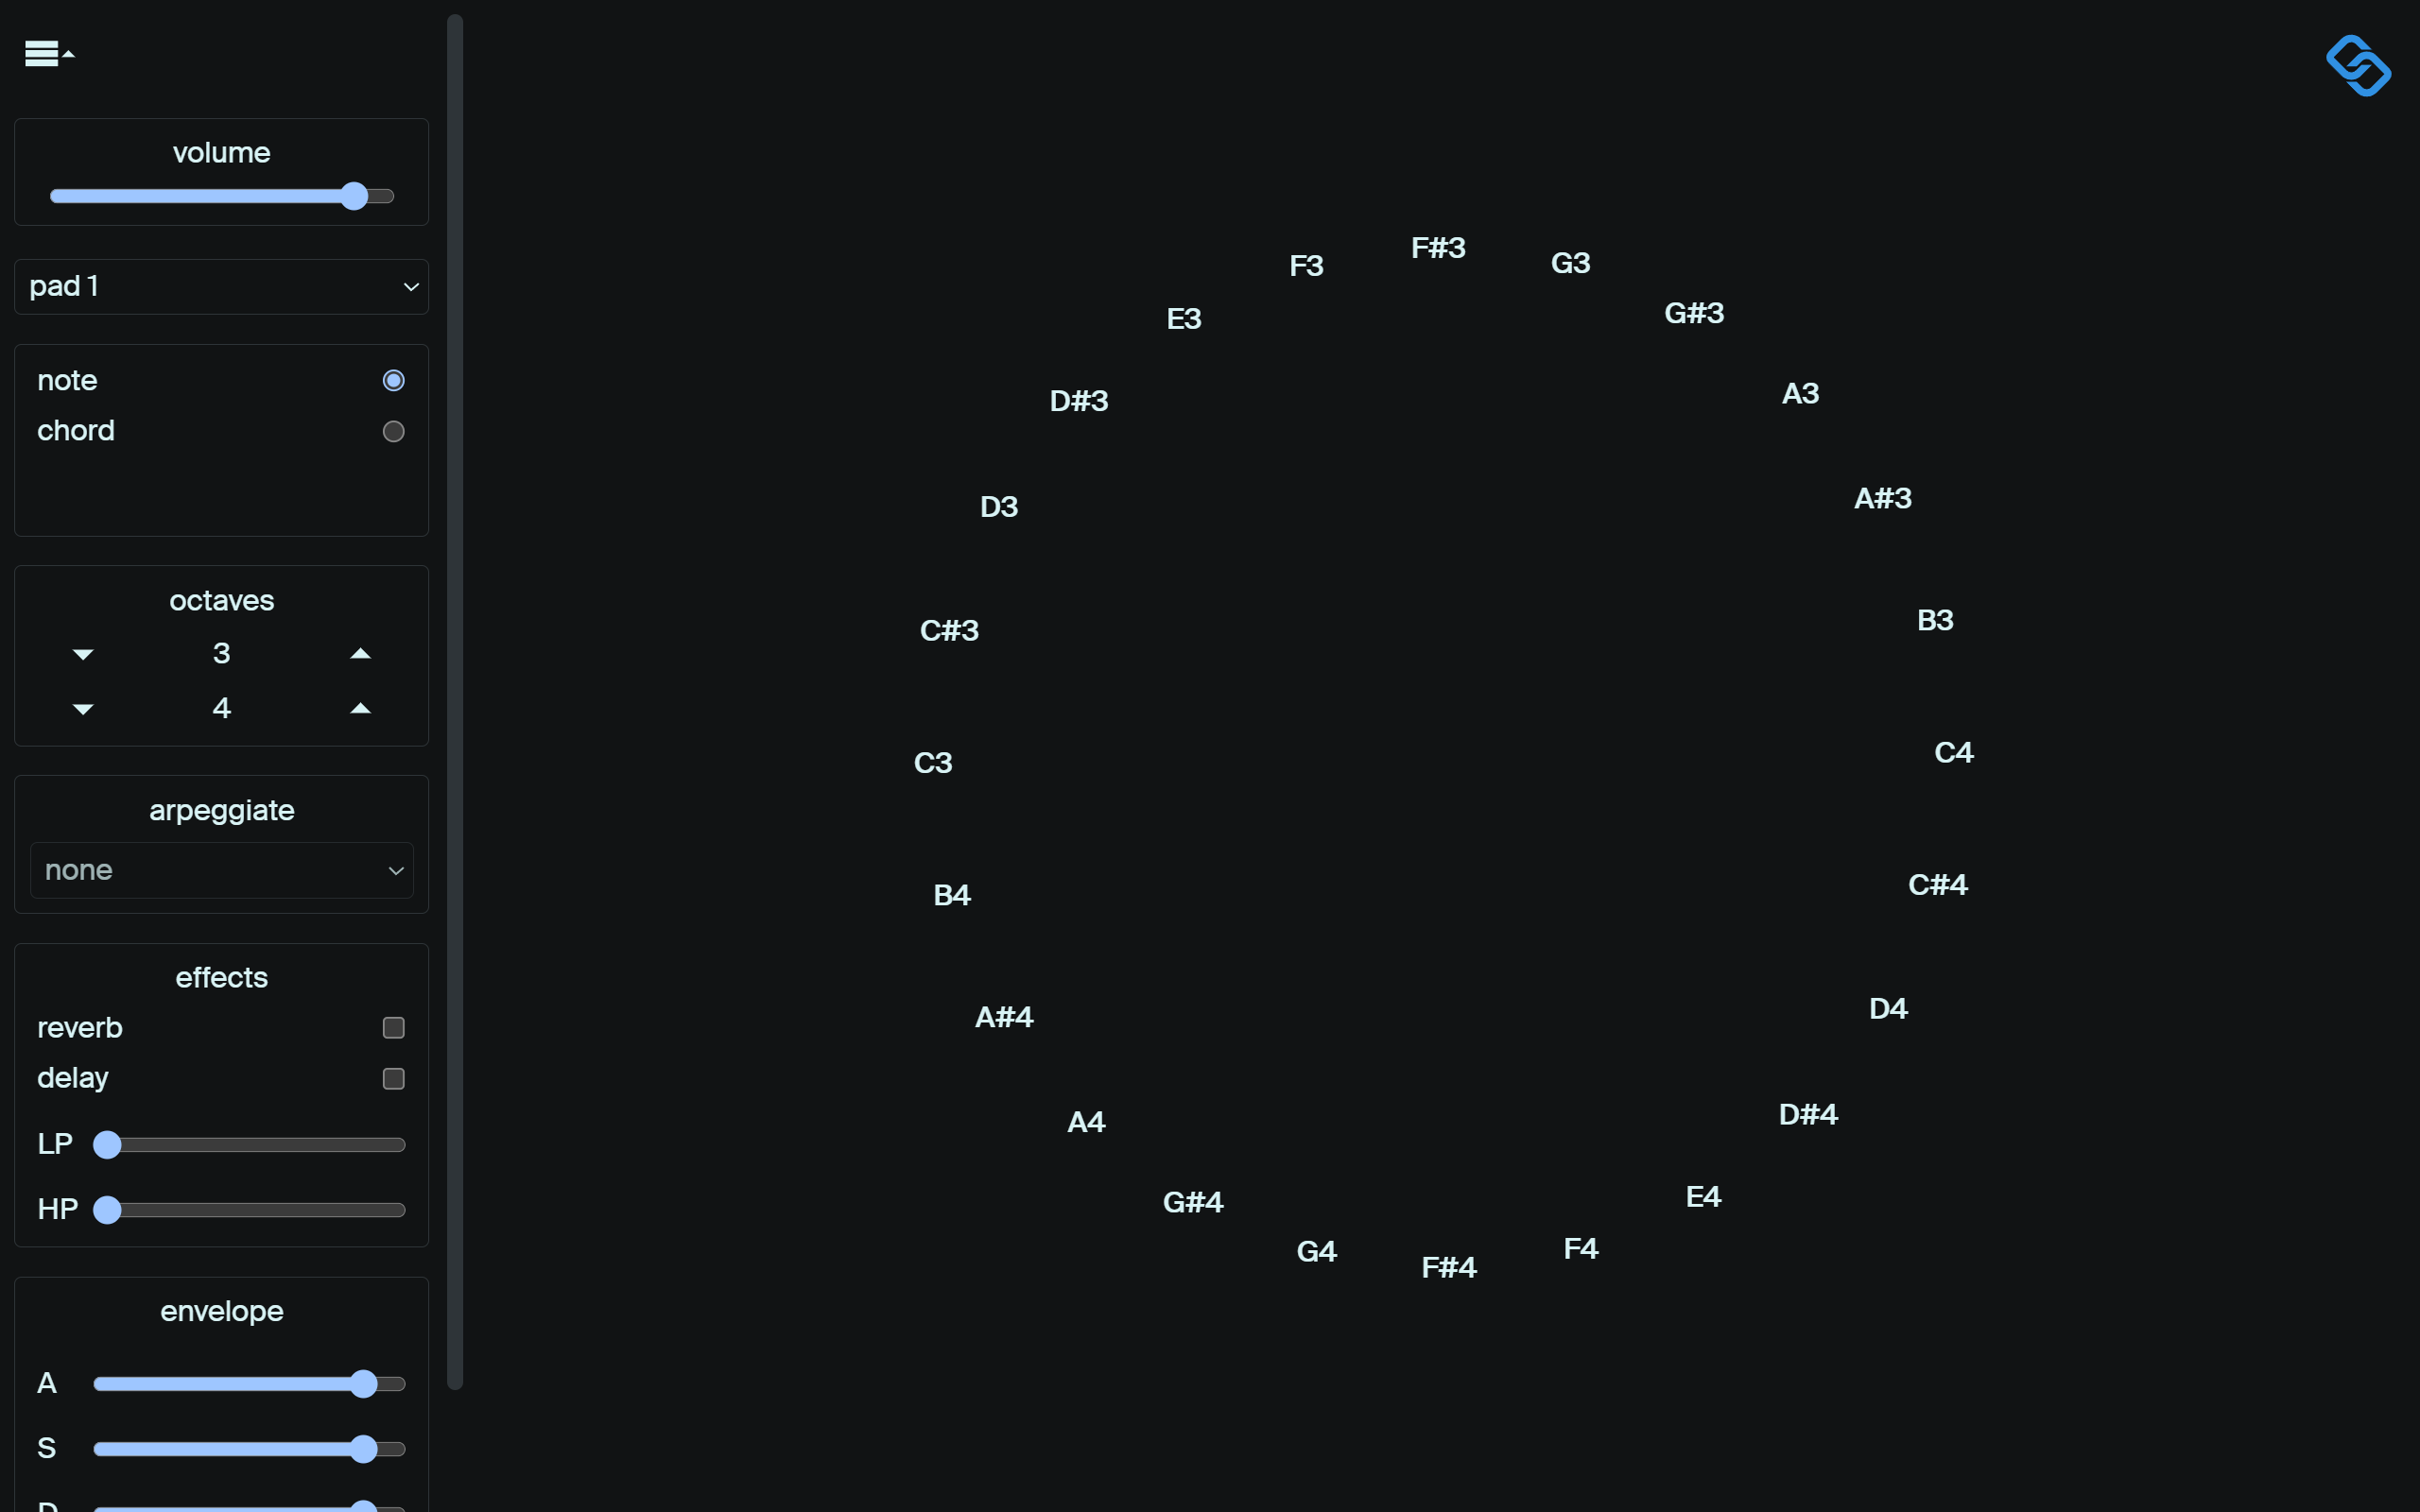 volume
pad 1
note
chord
octaves
3
4
arpeggiate
none
effects
reverb
delay
LP
HP
envelope
A
S
D
F#3
G3
F3
G#3
E3
A3
D#3
A#3
D3
B3
C#3
C4
C3
C#4
B4
D4
A#4
D#4
A4
E4
G#4
F4
G4
F#4